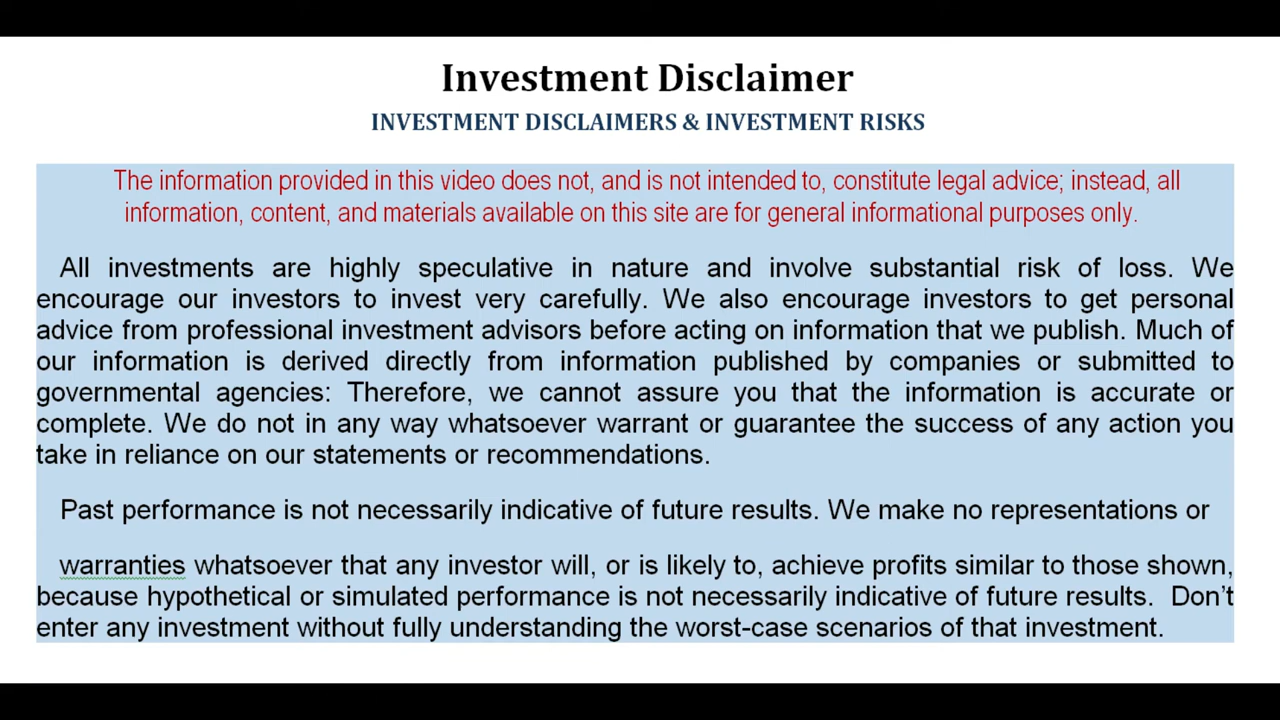 Investment Disclaimer
INVESTMENT DISCLAIMERS & INVESTMENT RISKS
The information provided in this video does not, and is not intended to, constitute legal advice; instead, all
information, content, and materials available on this site are for general informational purposes only.
All investments are highly speculative in nature and involve substantial risk of loss. We
encourage our investors to invest very carefully. We also encourage investors to get personal
advice from professional investment advisors before acting on information that we publish. Much of
our information is derived directly from information published by companies or submitted to
governmental agencies: Therefore, we cannot assure you that the information is accurate or
complete. We do not in any way whatsoever warrant or guarantee the success of any action you
take in reliance on our statements or recommendations.
Past performance is not necessarily indicative of future results. We make no representations or
warranties whatsoever that any investor will, or is likely to, achieve profits similar to those shown,
because hypothetical or simulated performance is not necessarily indicative of future results. Don’t
enter any investment without fully understanding the worst-case scenarios of that investment.